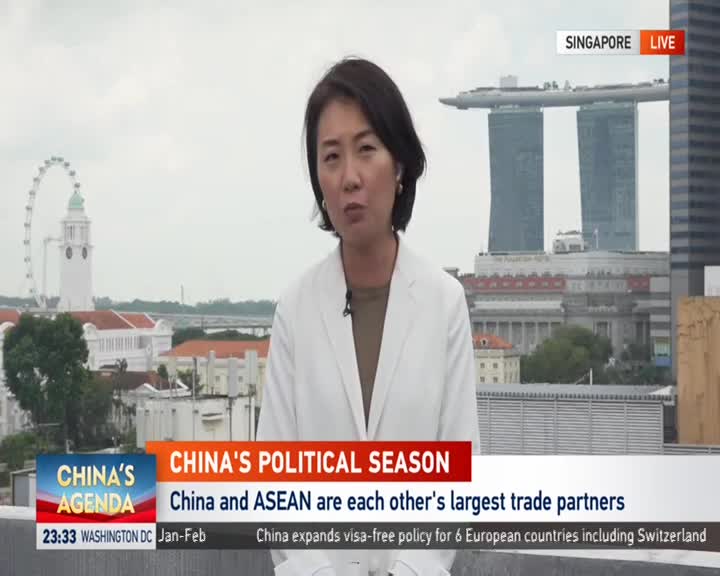 SINGAPORE LIVE
CHINA'S POLITICAL SEASON
CHINA'S
AGENDA
China and ASEAN are each other's largest trade partners
23:33 WASHINGTON DC
Jan-Feb China expands visa-free policy for 6 European countries including Switzerland